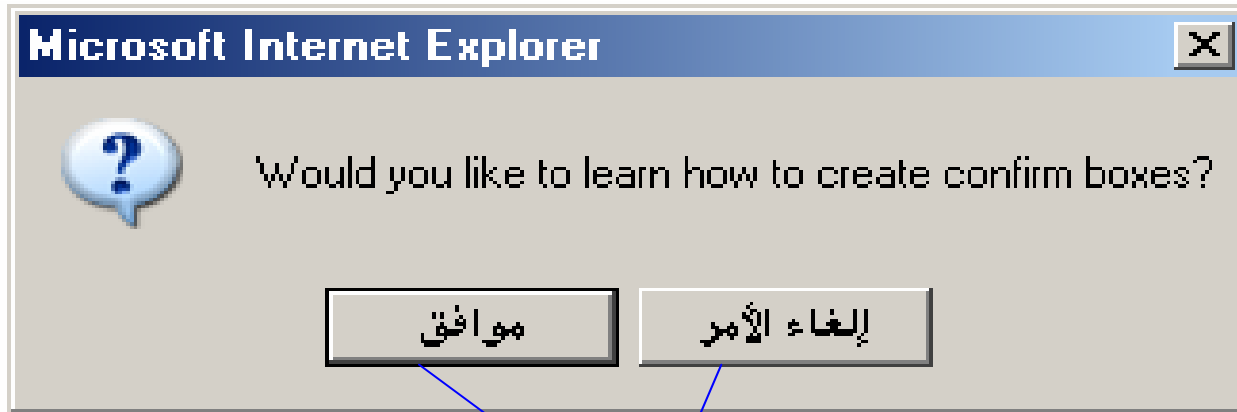 Microsoft Internet Explorer
Would you like to learn how to create confirm boxes?
موافق
إلغاء الأمر